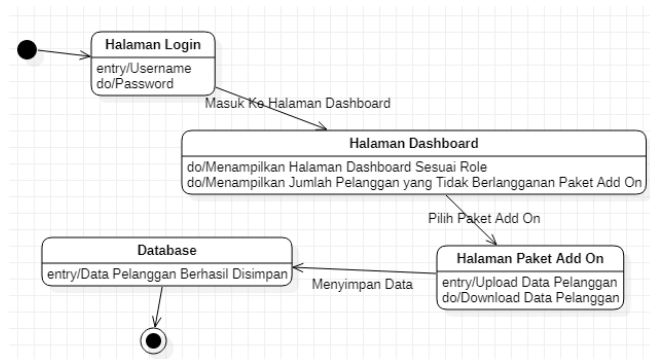 Halaman Login
entry/Username
do/Password
Masuk Ke Halaman Dashboard
Halaman Dashboard
do/Menampilkan Halaman Dashboard Sesuai Role
do/Menampilkan Jumlah Pelanggan yang Tidak Berlangganan Paket Add On
Pilih Paket Add On
Halaman Paket Add On
entry/Upload Data Pelanggan
do/Download Data Pelanggan
Menyimpan Data
Database
entry/Data Pelanggan Berhasil Disimpan